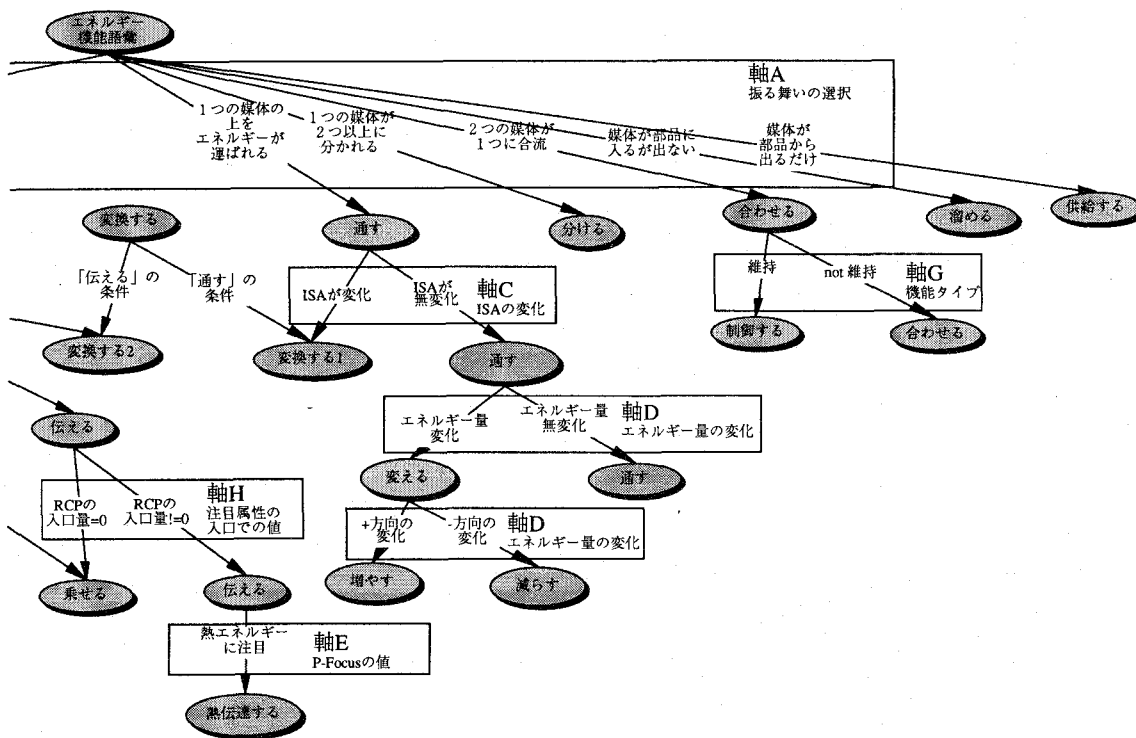 エネルギー
機能語彙
軸A
振る舞いの選択
1つの媒体の
上を
エネルギーが
運ばれる
1つの媒体が
2つ以上に
分かれる
2つの媒体が
1つに合流
媒体が部品に
入るが出ない
媒体が
部品から
出るだけ
変換する
通す
分ける
合わせる
溜める
供給する
「伝える」の
条件
「通す」の
条件
ISAが変化
ISAが
無変化
軸C
ISAの変化
維持
not 維持
軸G
機能タイプ
変換する2
変換する1
通す
制御する
合わせる
エネルギー量
変化
エネルギー量
無変化
軸D
エネルギー量の変化
伝える
変える
通す
RCPの
入口量=0
RCPの
入口量!=0
軸H
注目属性の
入口での値
+方向の
変化
-方向の
変化
軸D
エネルギー量の変化
乗せる
伝える
増やす
減らす
熱エネルギー
に注目
軸E
P-Focusの値
熱伝達する